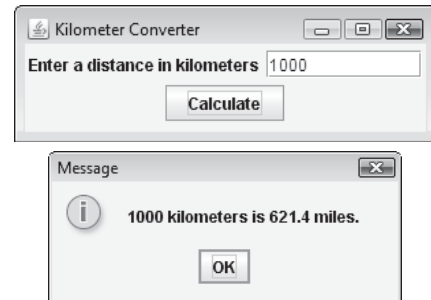 Kilometer Converter
Enter a distance in kilometers 1000
Calculate
Message
i
1000 kilometers is 621.4 miles.
OK